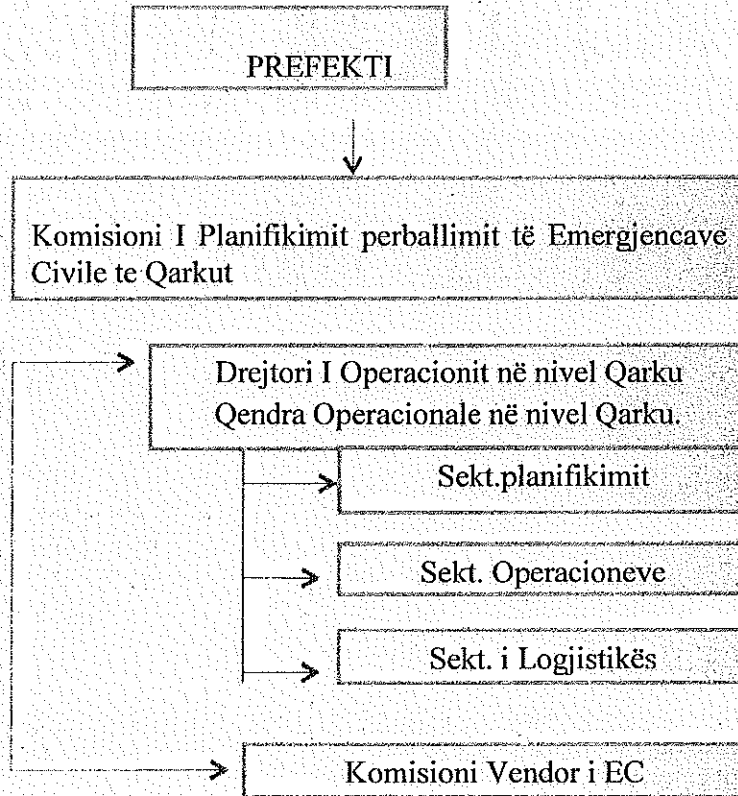 PREFEKTI
Komisioni I Planifikimit perballimit të Emergjencave
Civile te Qarkut
Drejtori I Operacionit në nivel Qarku
Qendra Operacionale në nivel Qarku.
Sekt.planifikimit
Sekt. Operacioneve
Sekt. i Logjistikës
Komisioni Vendor i EC